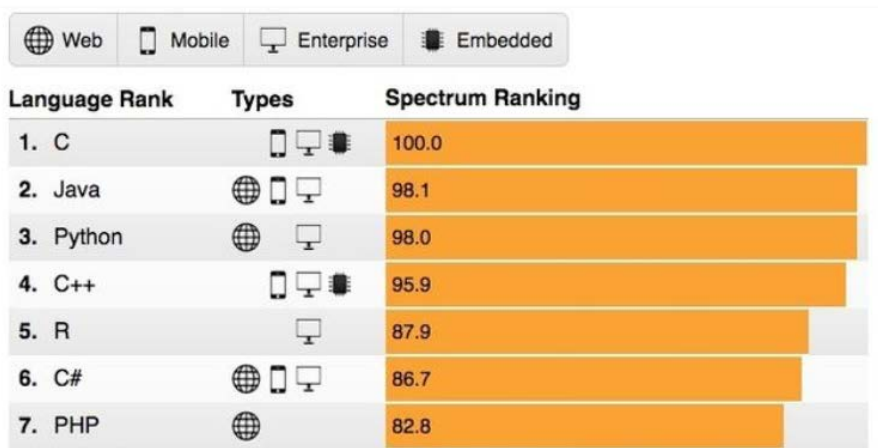 Web Mobile Enterprise Embedded
Language Rank Types Spectrum Ranking
1. C 100.0
2. Java 98.1
3. Python 98.0
4. C++ 95.9
5. R 87.9
6. C# 86.7
7. PHP 82.8